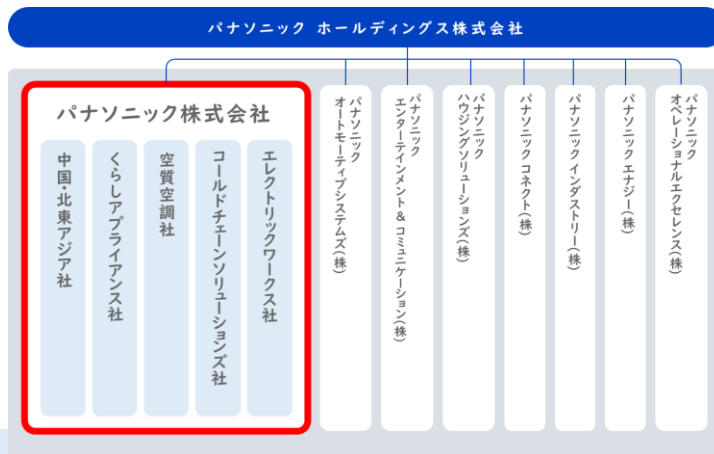 パナソニック ホールディングス株式会社
パナソニック株式会社
中国・北東アジア社
くらしアプライアンス社
空質空調社
コールドチェーンソリューションズ社
エレクトリックワークス社
パナソニック
オートモーティブシステムズ(株)
パナソニック
エンターテインメント&コミュニケーション(株)
パナソニック
ハウジングソリューションズ(株)
パナソニック コネクト(株)
パナソニック インダストリー(株)
パナソニック エナジー(株)
パナソニック
オペレーショナルエクセレンス(株)